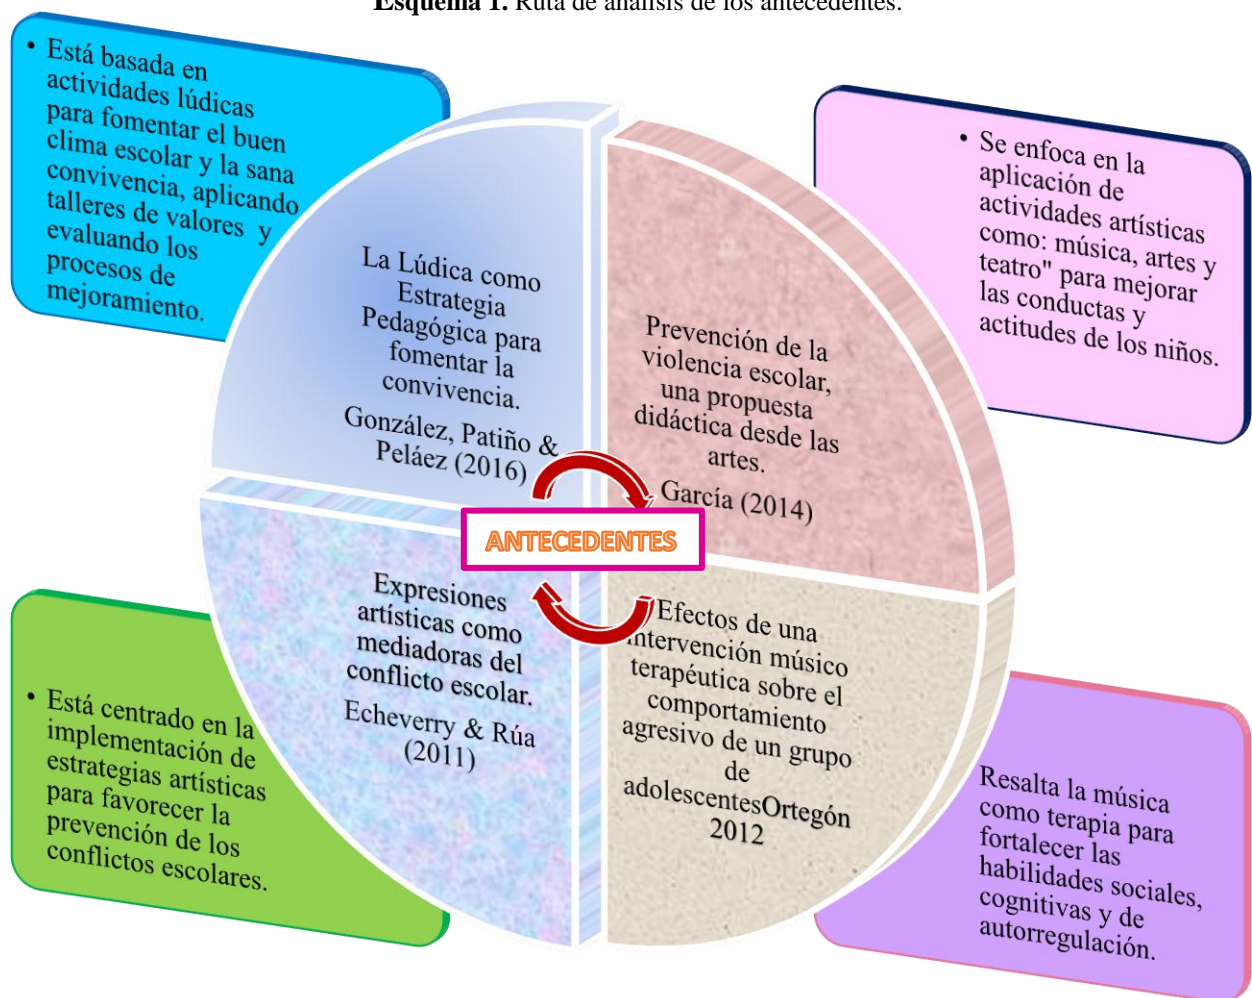 Esquema 1. Ruta de análisis de los antecedentes.
• Está basada en
actividades lúdicas
para fomentar el buen
clima escolar y la sana
convivencia, aplicando
talleres de valores y
evaluando los
procesos de
mejoramiento.
La Lúdica como
Estrategia
Pedagógica para
fomentar la
convivencia.
González, Patiño &
Peláez (2016)
• Se enfoca en la
aplicación de
actividades artísticas
como: música, artes y
teatro" para mejorar
las conductas y
actitudes de los niños.
Prevención de la
violencia escolar,
una propuesta
didáctica desde las
artes.
García (2014)
ANTECEDENTES
Expresiones
artísticas como
mediadoras del
conflicto escolar.
Echeverry & Rúa
(2011)
• Está centrado en la
implementación de
estrategias artísticas
para favorecer la
prevención de los
conflictos escolares.
Efectos de una
intervención músico
terapéutica sobre el
comportamiento
agresivo de un grupo
de
adolescentesOrtegón
2012
Resalta la música
como terapia para
fortalecer las
habilidades sociales,
cognitivas y de
autorregulación.